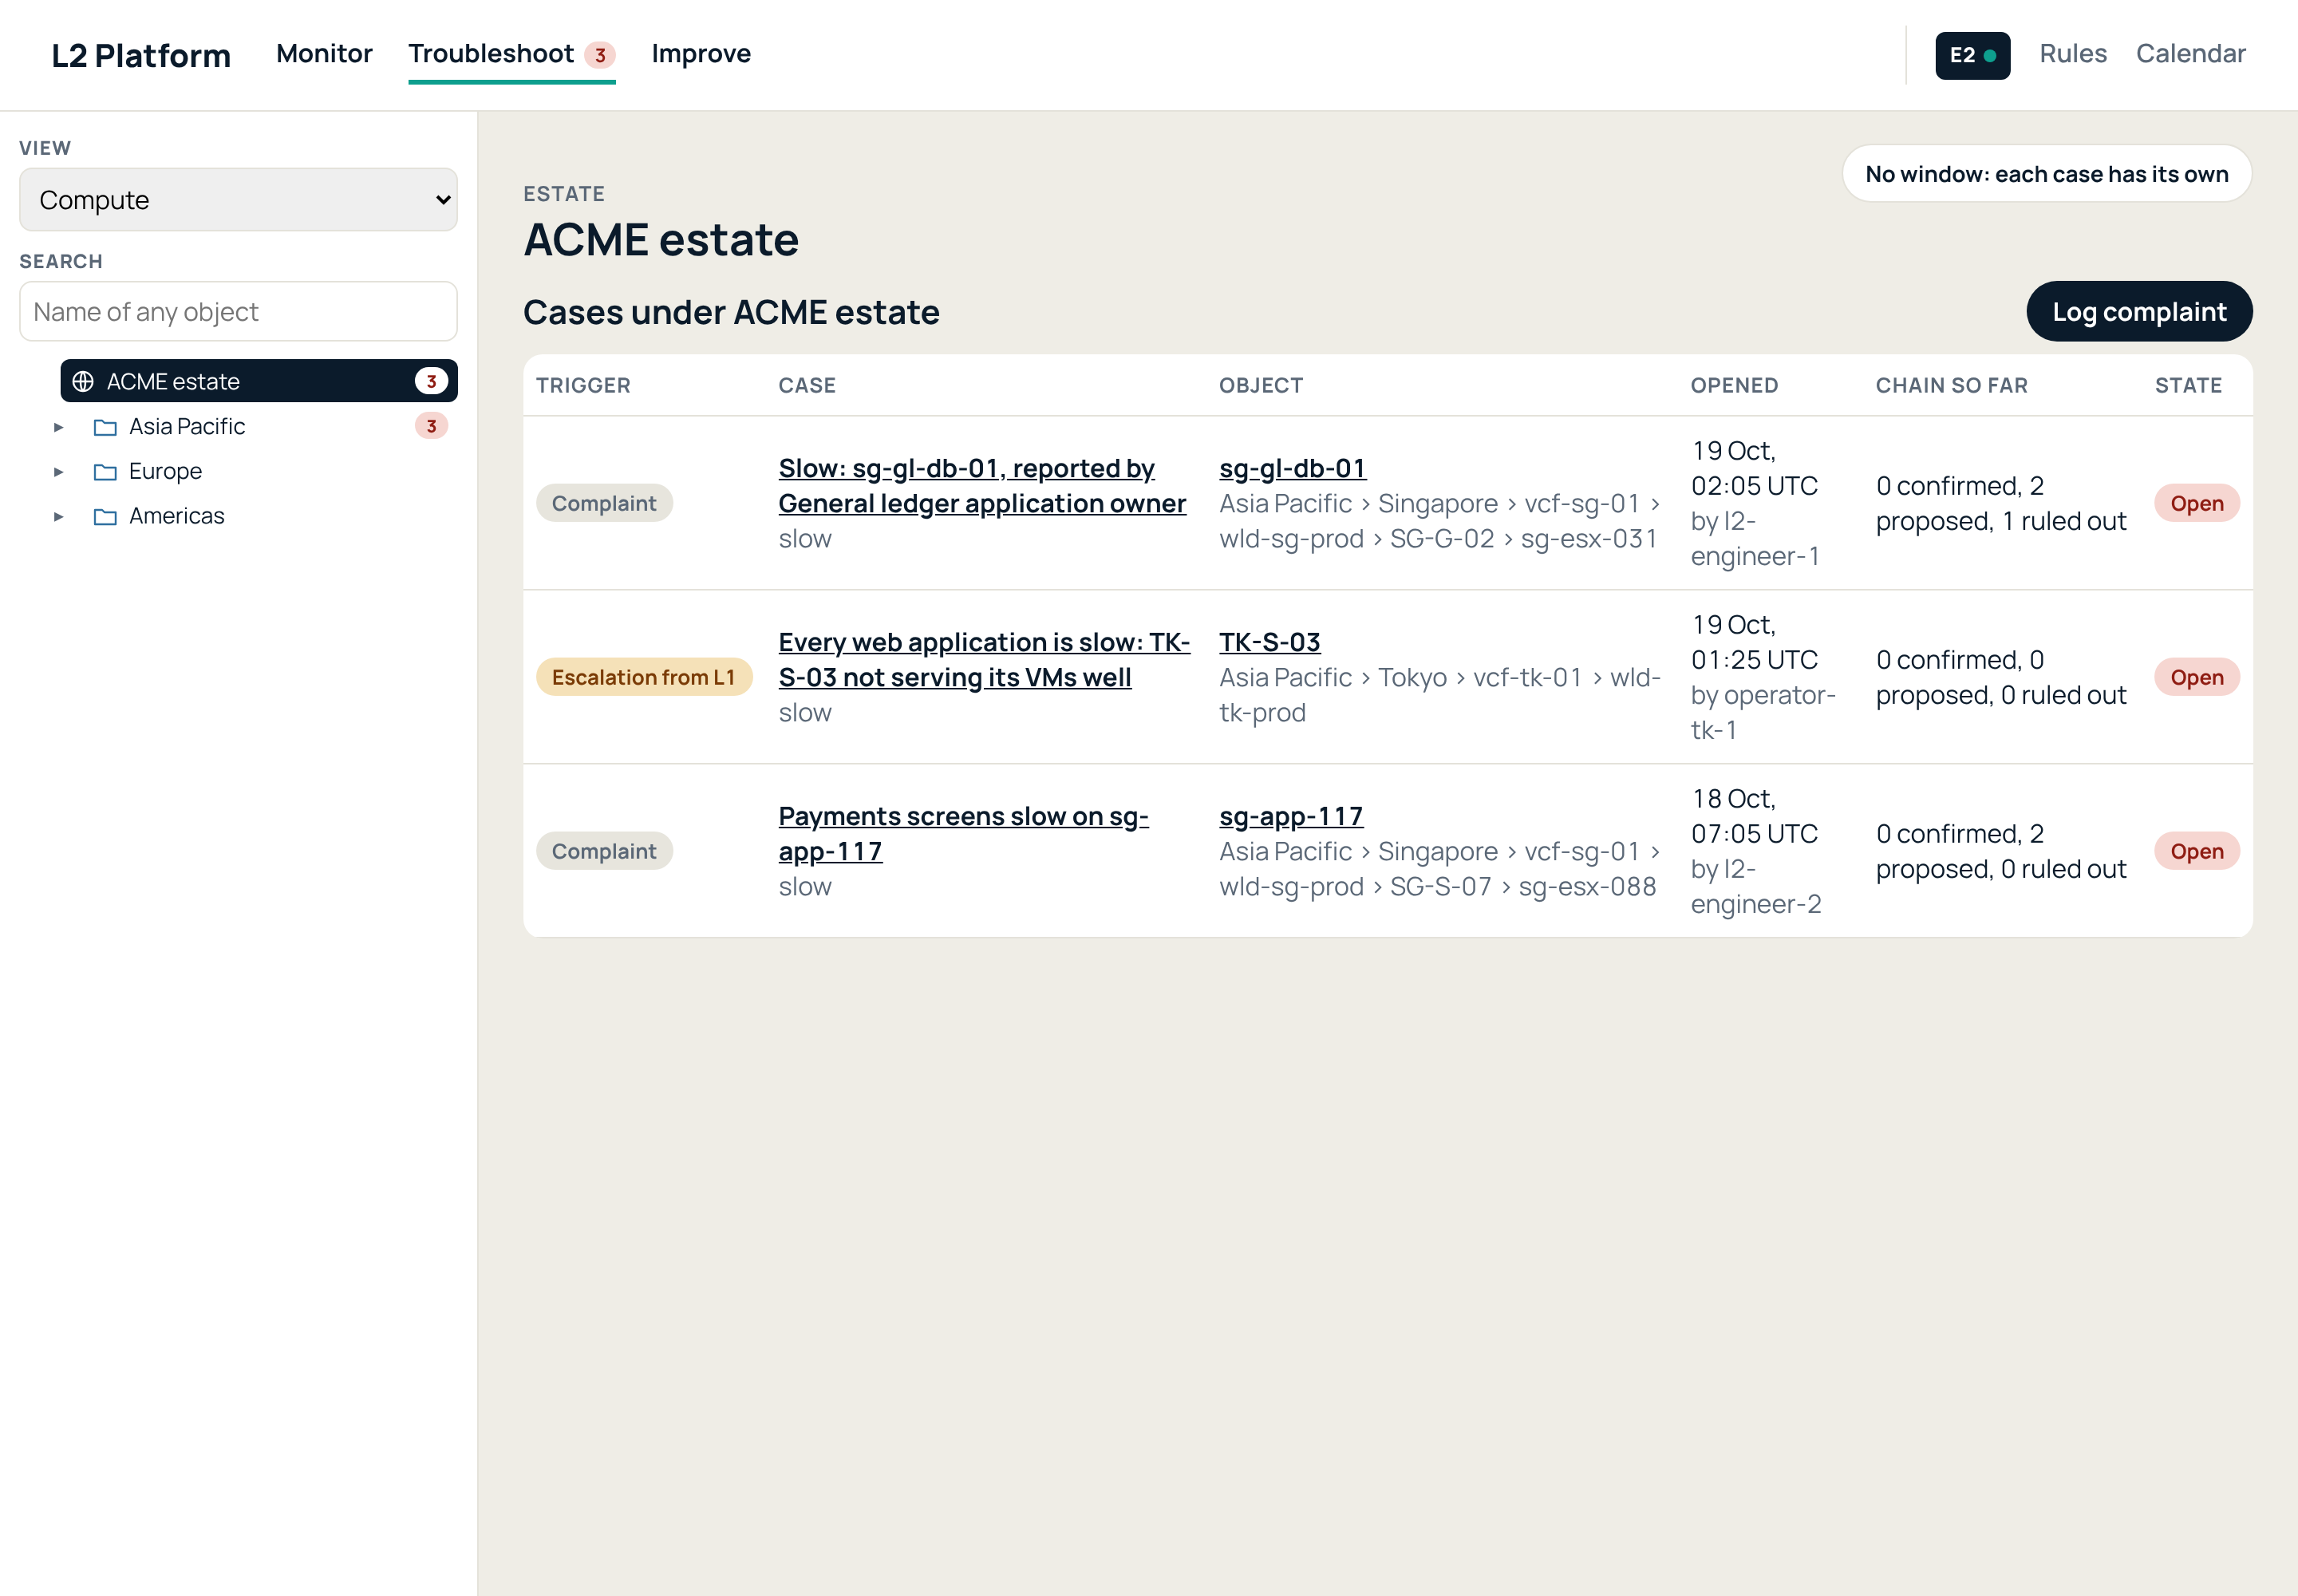 L2 Platform
Monitor
Troubleshoot 3
Improve
E2
Rules
Calendar
VIEW
Compute
SEARCH
Name of any object
ACME estate 3
Asia Pacific 3
Europe
Americas
No window: each case has its own
ESTATE
ACME estate
Cases under ACME estate
Log complaint
TRIGGER CASE OBJECT OPENED CHAIN SO FAR STATE
Complaint
Slow: sg-gl-db-01, reported by
General ledger application owner
slow
sg-gl-db-01
Asia Pacific › Singapore › vcf-sg-01 ›
wld-sg-prod › SG-G-02 › sg-esx-031
19 Oct,
02:05 UTC
by l2-
engineer-1
0 confirmed, 2
proposed, 1 ruled out
Open
Escalation from L1
Every web application is slow: TK-
S-03 not serving its VMs well
slow
TK-S-03
Asia Pacific › Tokyo › vcf-tk-01 › wld-
tk-prod
19 Oct,
01:25 UTC
by operator-
tk-1
0 confirmed, 0
proposed, 0 ruled out
Open
Complaint
Payments screens slow on sg-
app-117
slow
sg-app-117
Asia Pacific › Singapore › vcf-sg-01 ›
wld-sg-prod › SG-S-07 › sg-esx-088
18 Oct,
07:05 UTC
by l2-
engineer-2
0 confirmed, 2
proposed, 0 ruled out
Open